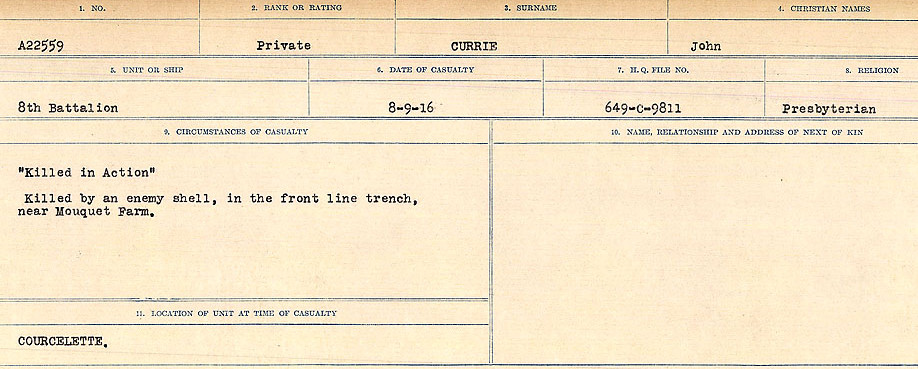 1. NO. 2. RANK OR RATING 3. SURNAME 4. CHRISTIAN NAMES
A22559 Private CURRIE John
5. UNIT OR SHIP 6. DATE OF CASUALTY 7. H. Q. FILE NO. 8. RELIGION
8th Battalion 8-9-16 649-C-9811 Presbyterian
9. CIRCUMSTANCES OF CASUALTY 10. NAME, RELATIONSHIP AND ADDRESS OF NEXT OF KIN
"Killed in Action"
Killed by an enemy shell, in the front line trench,
near Mouquet Farm.
11. LOCATION OF UNIT AT TIME OF CASUALTY
COURCELETTE.